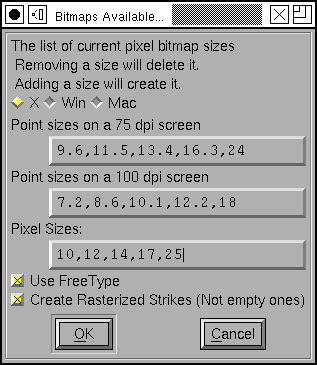 Bitmaps Available...
The list of current pixel bitmap sizes
Removing a size will delete it.
Adding a size will create it.
X Win Mac
Point sizes on a 75 dpi screen
9.6,11.5,13.4,16.3,24
Point sizes on a 100 dpi screen
7.2,8.6,10.1,12.2,18
Pixel Sizes:
10,12,14,17,25
Use FreeType
Create Rasterized Strikes (Not empty ones)
OK Cancel